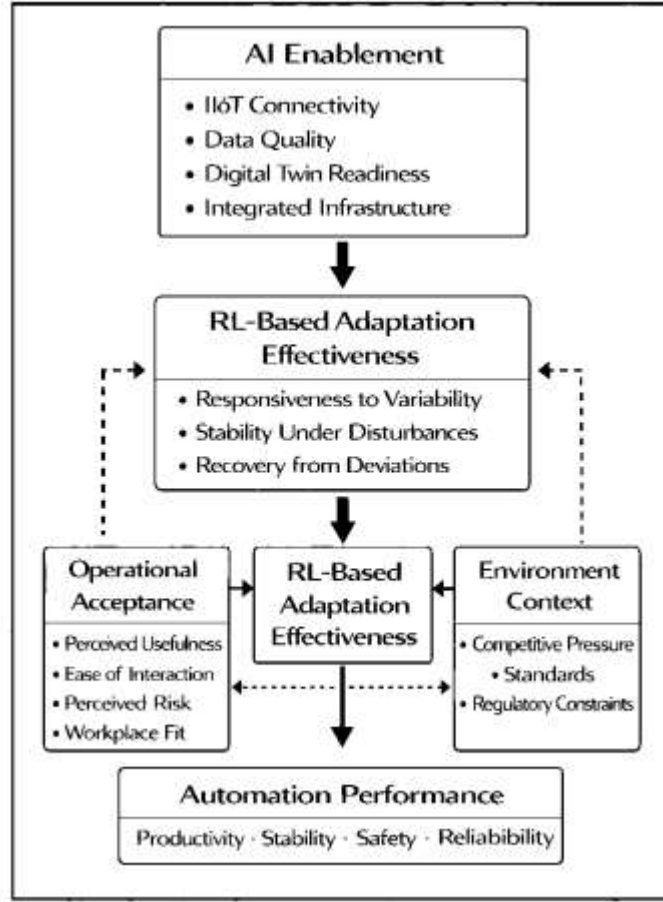 AI Enablement
• IIóT Connectivity
• Data Quality
• Digital Twin Readiness
• Integrated Infrastructure
RL-Based Adaptation
Effectiveness
• Responsiveness to Variability
• Stability Under Disturbances
• Recovery from Deviations
Operational
Acceptance
• Perceived Usefulness
• Ease of Interaction
• Perceived Risk
• Workplace Fit
RL-Based
Adaptation
Effectiveness
Environment
Context
• Competitive Pressure
• Standards
• Regulatory Constraints
Automation Performance
Productivity · Stability · Safety · Reliabibility